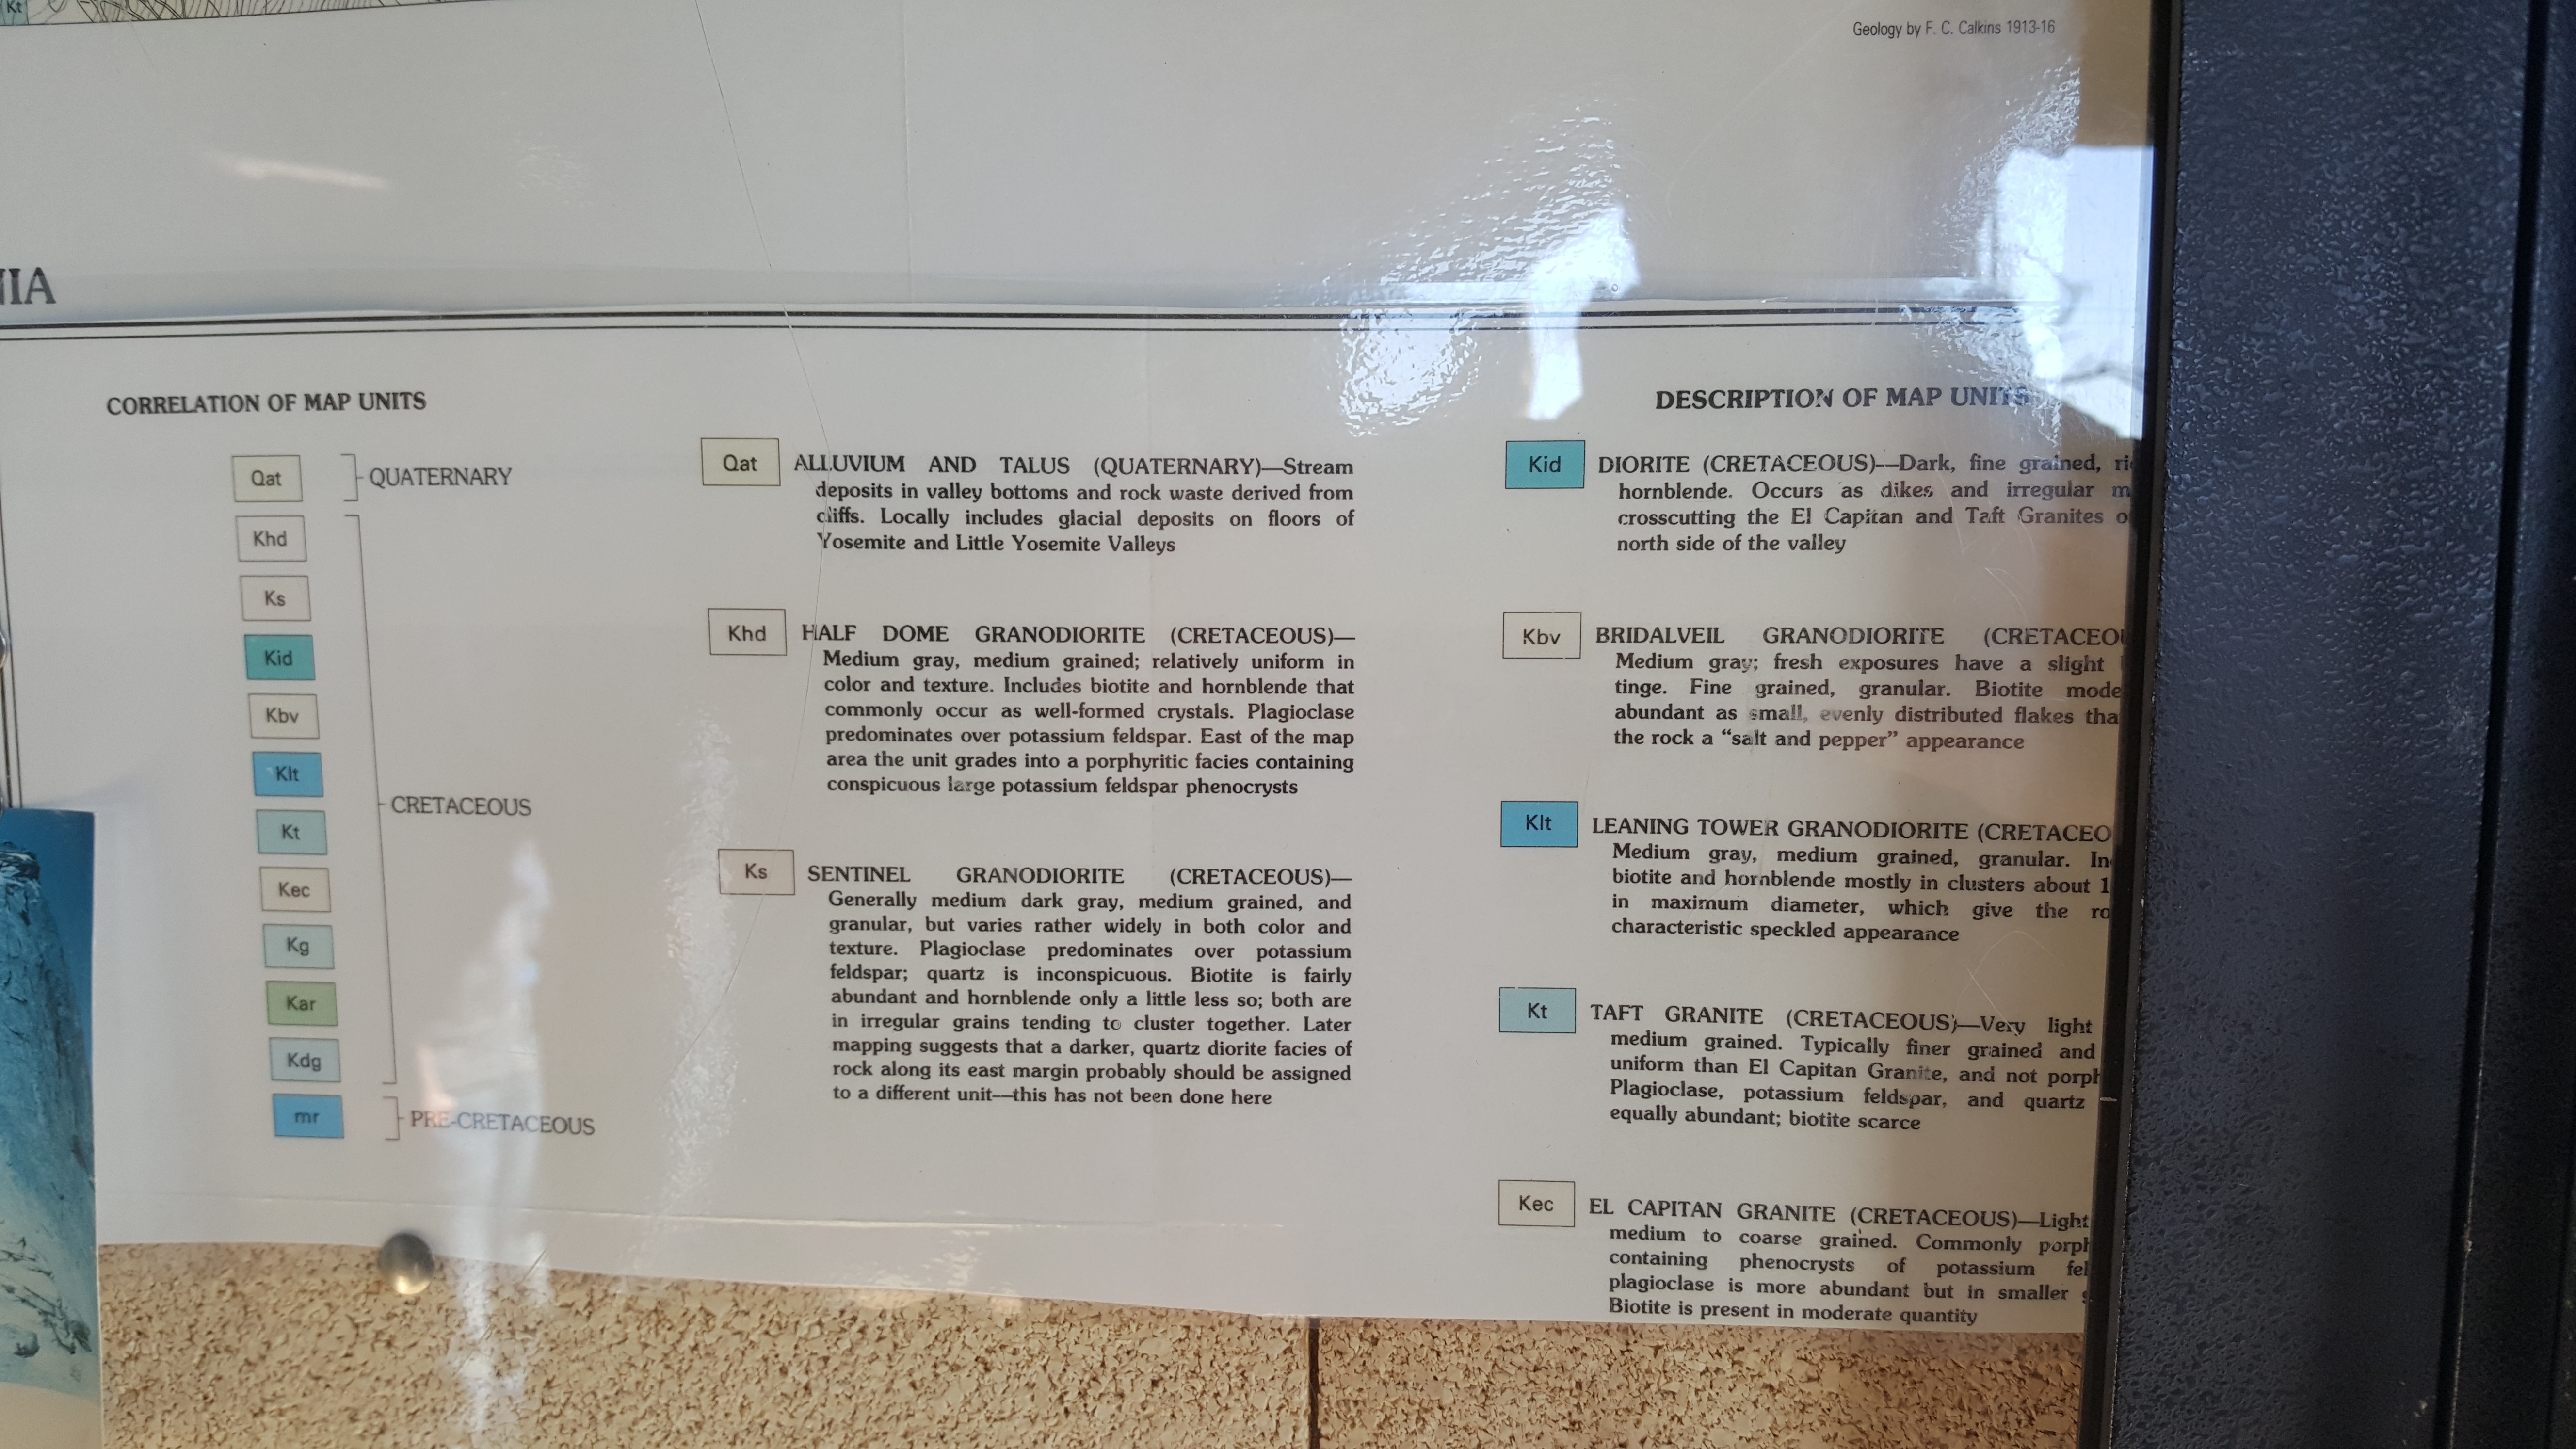 Kt
Geology by F. C. Calkins 1913-16
NIA
CORRELATION OF MAP UNITS
Qat
QUATERNARY
Khd
Ks
Kid
Kbv
Klt
CRETACEOUS
Kt
Kec
Kg
Kar
Kdg
mr
PRE-CRETACEOUS
Qat
ALLUVIUM AND TALUS (QUATERNARY)—Stream
deposits in valley bottoms and rock waste derived from
cliffs. Locally includes glacial deposits on floors of
Yosemite and Little Yosemite Valleys
Khd
HALF DOME GRANODIORITE (CRETACEOUS)—
Medium gray, medium grained; relatively uniform in
color and texture. Includes biotite and hornblende that
commonly occur as well-formed crystals. Plagioclase
predominates over potassium feldspar. East of the map
area the unit grades into a porphyritic facies containing
conspicuous large potassium feldspar phenocrysts
Ks
SENTINEL GRANODIORITE (CRETACEOUS)—
Generally medium dark gray, medium grained, and
granular, but varies rather widely in both color and
texture. Plagioclase predominates over potassium
feldspar; quartz is inconspicuous. Biotite is fairly
abundant and hornblende only a little less so; both are
in irregular grains tending to cluster together. Later
mapping suggests that a darker, quartz diorite facies of
rock along its east margin probably should be assigned
to a different unit—this has not been done here
DESCRIPTION OF MAP UNITS
Kid
DIORITE (CRETACEOUS)—Dark, fine grained, ri
hornblende. Occurs as dikes and irregular m
crosscutting the El Capitan and Taft Granites o
north side of the valley
Kbv
BRIDALVEIL GRANODIORITE (CRETACEO
Medium gray; fresh exposures have a slight
tinge. Fine grained, granular. Biotite mode
abundant as small, evenly distributed flakes tha
the rock a “salt and pepper” appearance
Klt
LEANING TOWER GRANODIORITE (CRETACEO
Medium gray, medium grained, granular. In
biotite and hornblende mostly in clusters about 1
in maximum diameter, which give the ro
characteristic speckled appearance
Kt
TAFT GRANITE (CRETACEOUS)—Very light
medium grained. Typically finer grained and
uniform than El Capitan Granite, and not porph
Plagioclase, potassium feldspar, and quartz
equally abundant; biotite scarce
Kec
EL CAPITAN GRANITE (CRETACEOUS)—Light
medium to coarse grained. Commonly porph
containing phenocrysts of potassium fel
plagioclase is more abundant but in smaller
Biotite is present in moderate quantity